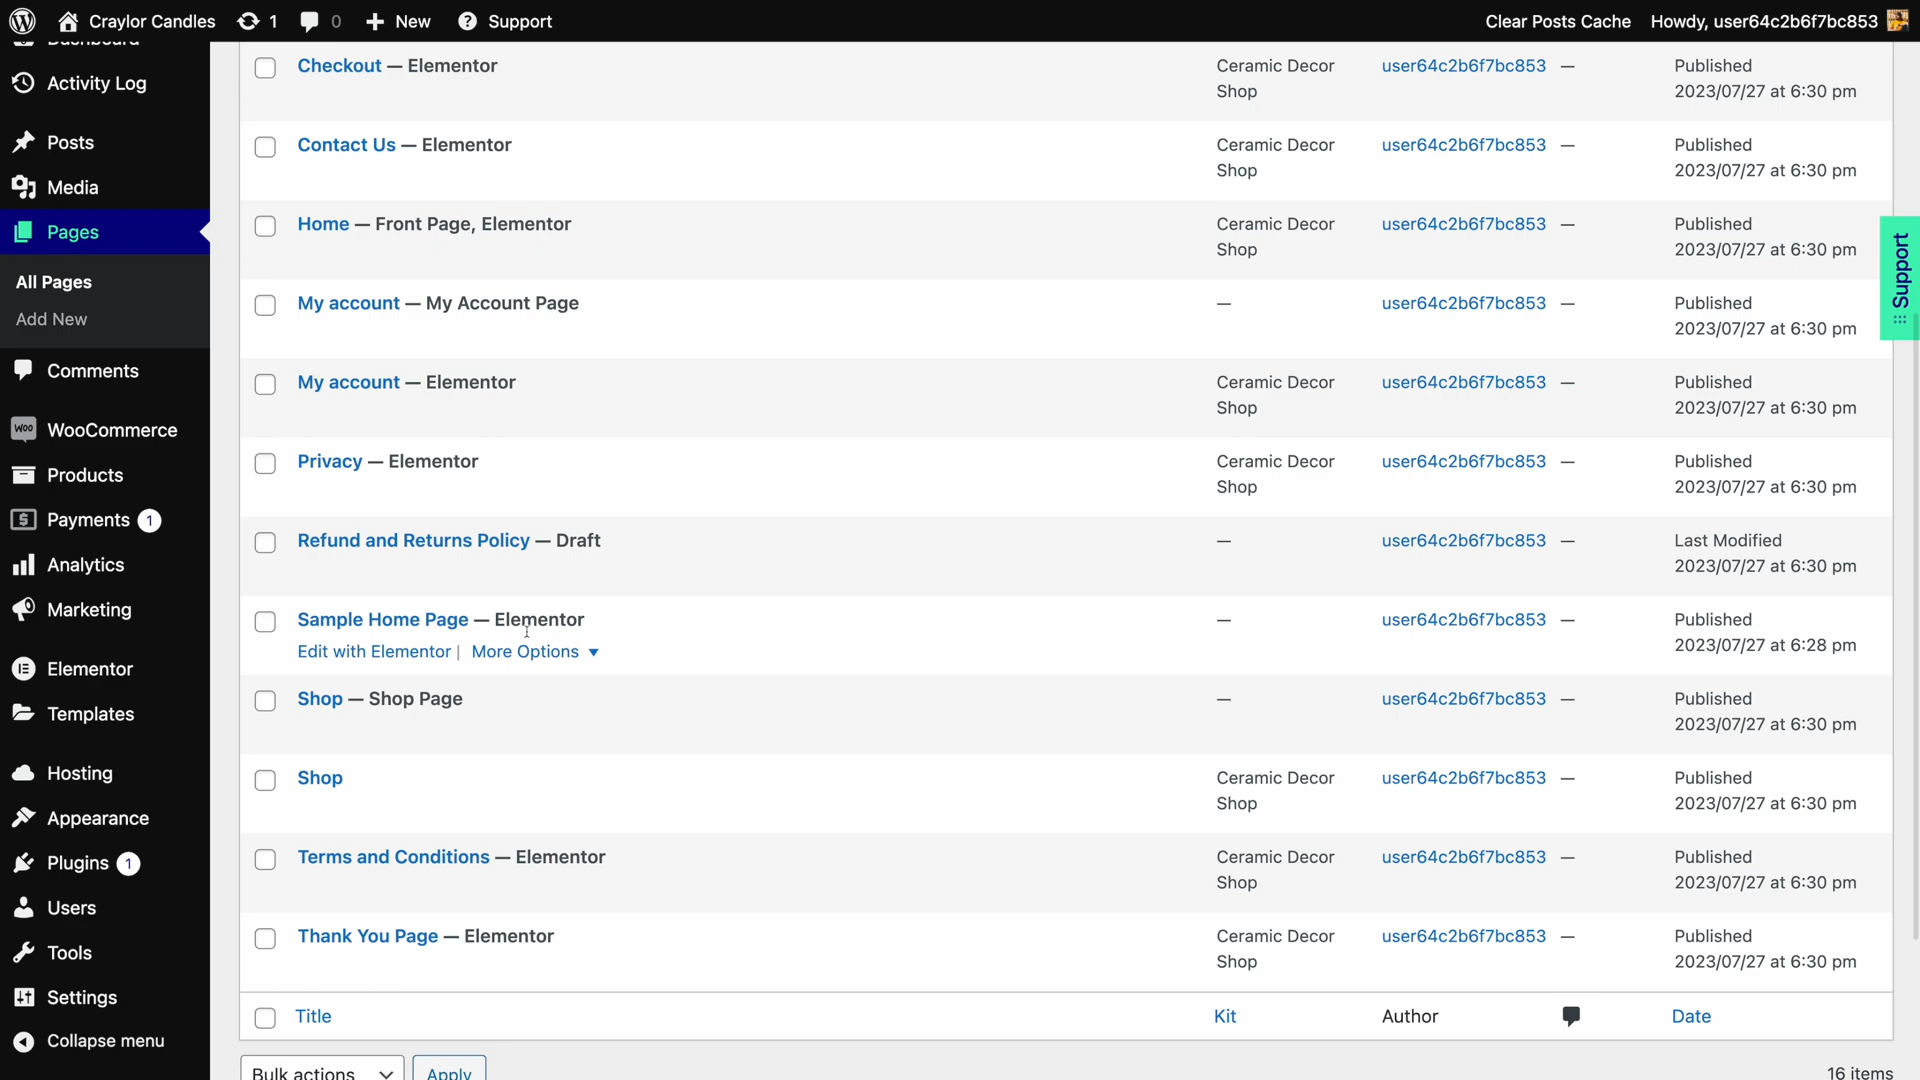 Craylor Candles 1 0 New Support Clear Posts Cache Howdy, user64c2b6f7bc853
Dashboard
Activity Log
Posts
Media
Pages
All Pages
Add New
Comments
WooCommerce
Products
Payments 1
Analytics
Marketing
Elementor
Templates
Hosting
Appearance
Plugins 1
Users
Tools
Settings
Collapse menu
Checkout — Elementor Ceramic Decor user64c2b6f7bc853 — Published
Shop 2023/07/27 at 6:30 pm
Contact Us — Elementor Ceramic Decor user64c2b6f7bc853 — Published
Shop 2023/07/27 at 6:30 pm
Home — Front Page, Elementor Ceramic Decor user64c2b6f7bc853 — Published
Shop 2023/07/27 at 6:30 pm
My account — My Account Page — user64c2b6f7bc853 — Published
2023/07/27 at 6:30 pm
My account — Elementor Ceramic Decor user64c2b6f7bc853 — Published
Shop 2023/07/27 at 6:30 pm
Privacy — Elementor Ceramic Decor user64c2b6f7bc853 — Published
Shop 2023/07/27 at 6:30 pm
Refund and Returns Policy — Draft — user64c2b6f7bc853 — Last Modified
2023/07/27 at 6:30 pm
Sample Home Page — Elementor — user64c2b6f7bc853 — Published
2023/07/27 at 6:28 pm
Edit with Elementor | More Options ▼
Shop — Shop Page — user64c2b6f7bc853 — Published
2023/07/27 at 6:30 pm
Shop Ceramic Decor user64c2b6f7bc853 — Published
Shop 2023/07/27 at 6:30 pm
Terms and Conditions — Elementor Ceramic Decor user64c2b6f7bc853 — Published
Shop 2023/07/27 at 6:30 pm
Thank You Page — Elementor Ceramic Decor user64c2b6f7bc853 — Published
Shop 2023/07/27 at 6:30 pm
Title Kit Author Date
Bulk actions Apply 16 items
Support